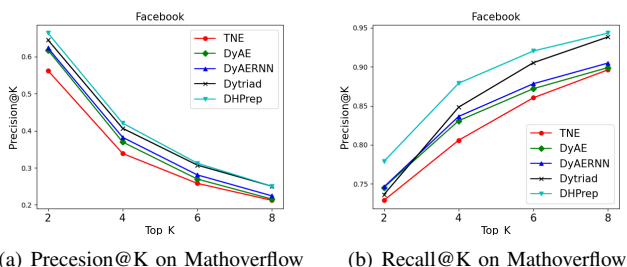 Facebook
TNE
DyAE
DyAERNN
Dytriad
DHPrep
Precision@K
0.6
0.5
0.4
0.3
0.2
2
4
6
8
Top K
(a) Precesion@K on Mathoverflow
Facebook
TNE
DyAE
DyAERNN
Dytriad
DHPrep
Precision@K
0.95
0.90
0.85
0.80
0.75
2
4
6
8
Top K
(b) Recall@K on Mathoverflow